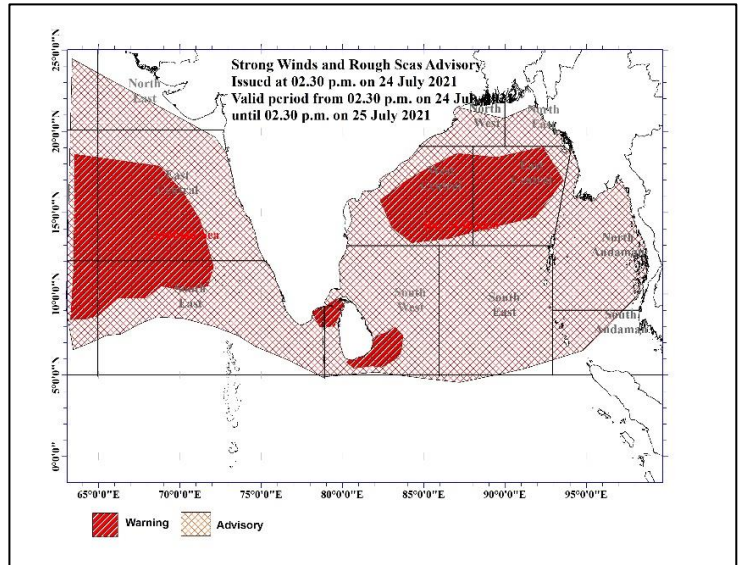 Strong Winds and Rough Seas Advisory
Issued at 02.30 p.m. on 24 July 2021
Valid period from 02.30 p.m. on 24 July 2021
until 02.30 p.m. on 25 July 2021
25°0'0"N
20°0'0"N
15°0'0"N
10°0'0"N
5°0'0"N
0°0'0"
North
East
North
West
North
East
East
Central
West
Central
East
Central
South
East
South
West
South
East
North
Andaman
South
Andaman
65°0'0"E
70°0'0"E
75°0'0"E
80°0'0"E
85°0'0"E
90°0'0"E
95°0'0"E
Warning
Advisory